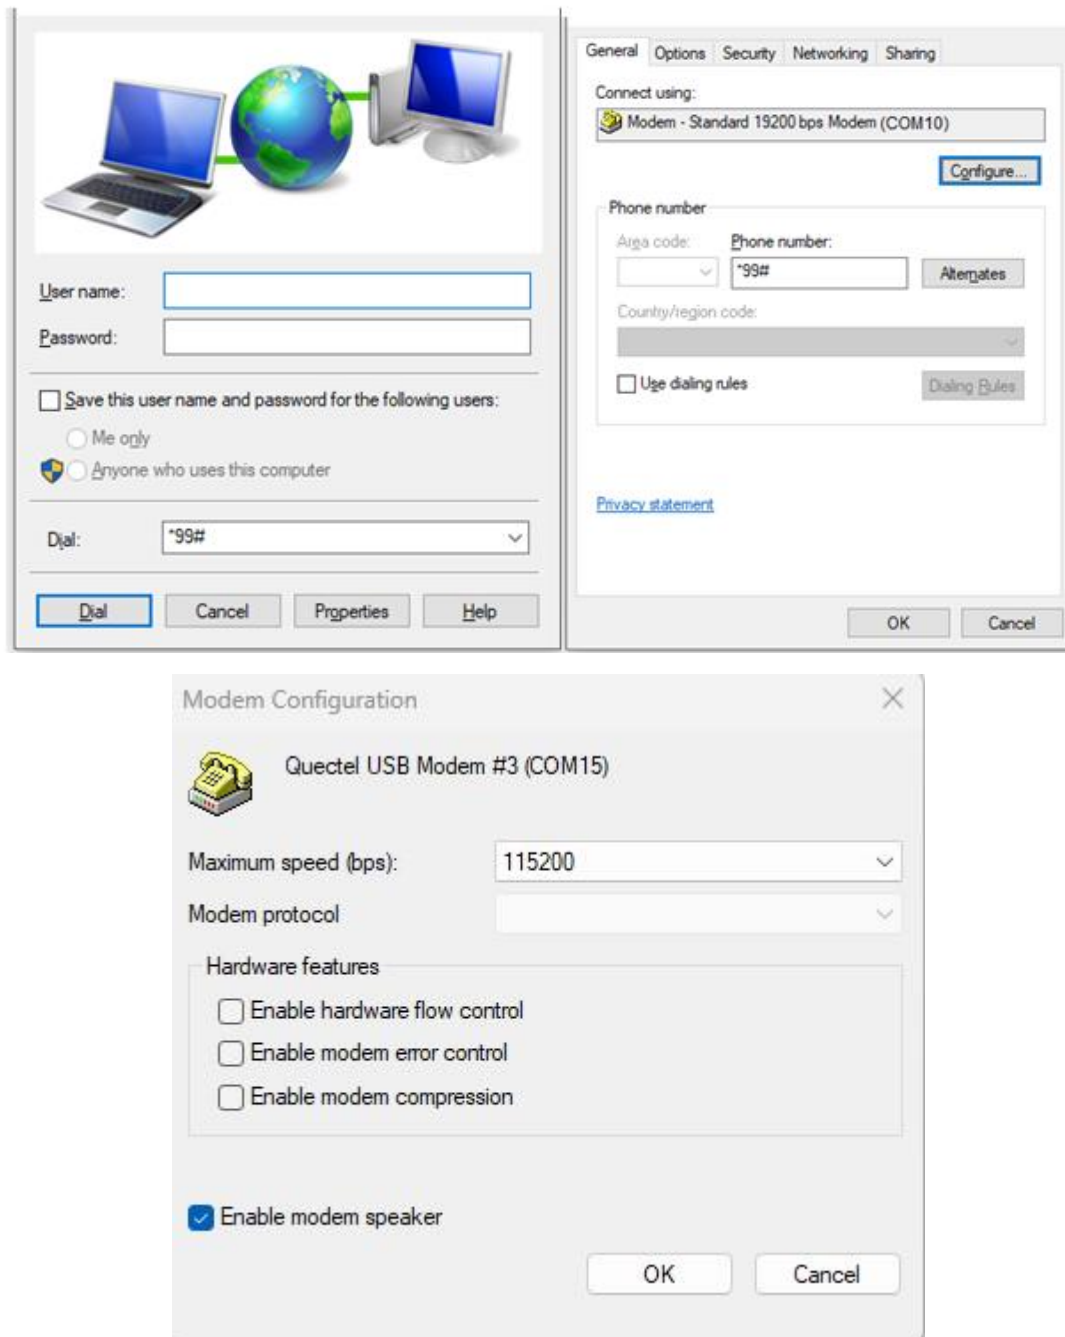 User name:
Password:
Save this user name and password for the following users:
Me only
Anyone who uses this computer
Dial:
*99#
Dial
Cancel
Properties
Help
General
Options
Security
Networking
Sharing
Connect using:
Modem - Standard 19200 bps Modem (COM10)
Configure...
Phone number
Area code:
Phone number:
*99#
Alternates
Country/region code:
Use dialing rules
Dialing Rules
Privacy statement
OK
Cancel
Modem Configuration
Quectel USB Modem #3 (COM15)
Maximum speed (bps):
115200
Modem protocol
Hardware features
Enable hardware flow control
Enable modem error control
Enable modem compression
Enable modem speaker
OK
Cancel